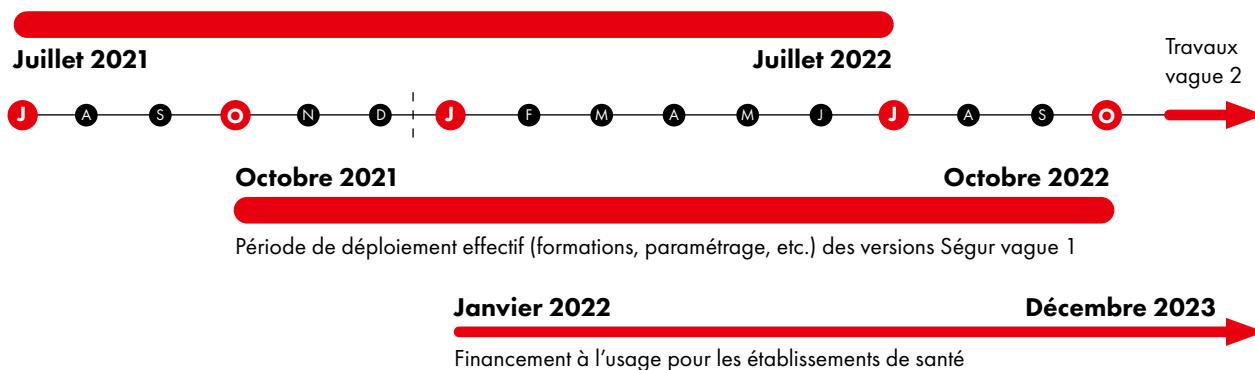 Juillet 2021 Juillet 2022
Travaux
vague 2
J A S O N D J F M A M J J A S O
Octobre 2021 Octobre 2022
Période de déploiement effectif (formations, paramétrage, etc.) des versions Ségur vague 1
Janvier 2022 Décembre 2023
Financement à l’usage pour les établissements de santé